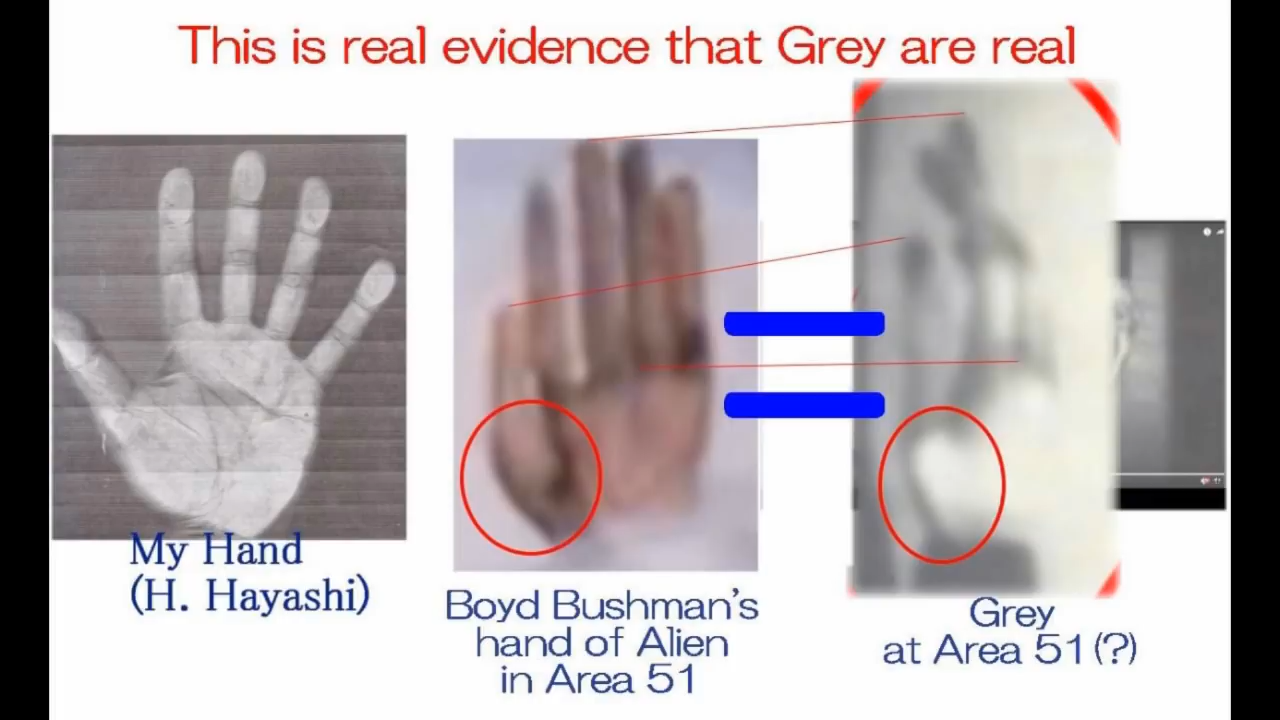 This is real evidence that Grey are real
My Hand
(H. Hayashi)
Boyd Bushman's
hand of Alien
in Area 51
Grey
at Area 51(?)